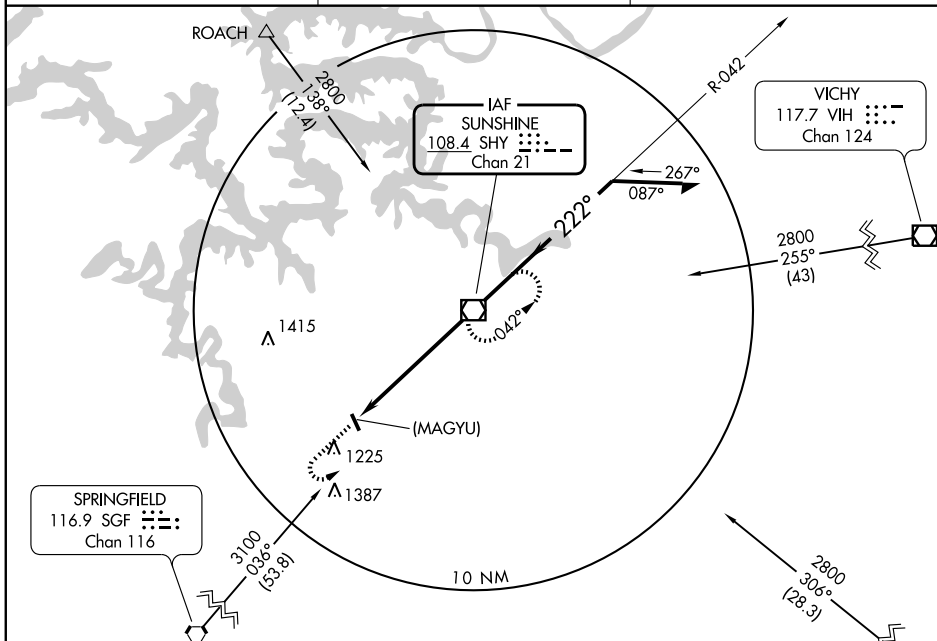 ROACH
2800
138°
(12.4)
IAF
SUNSHINE
108.4 SHY
Chan 21
R-042
VICHY
117.7 VIH
Chan 124
267°
087°
222°
2800
255°
(43)
042°
1415
(MAGYU)
1225
1387
SPRINGFIELD
116.9 SGF
Chan 116
3100
036°
(53.8)
10 NM
2800
306°
(28.3)